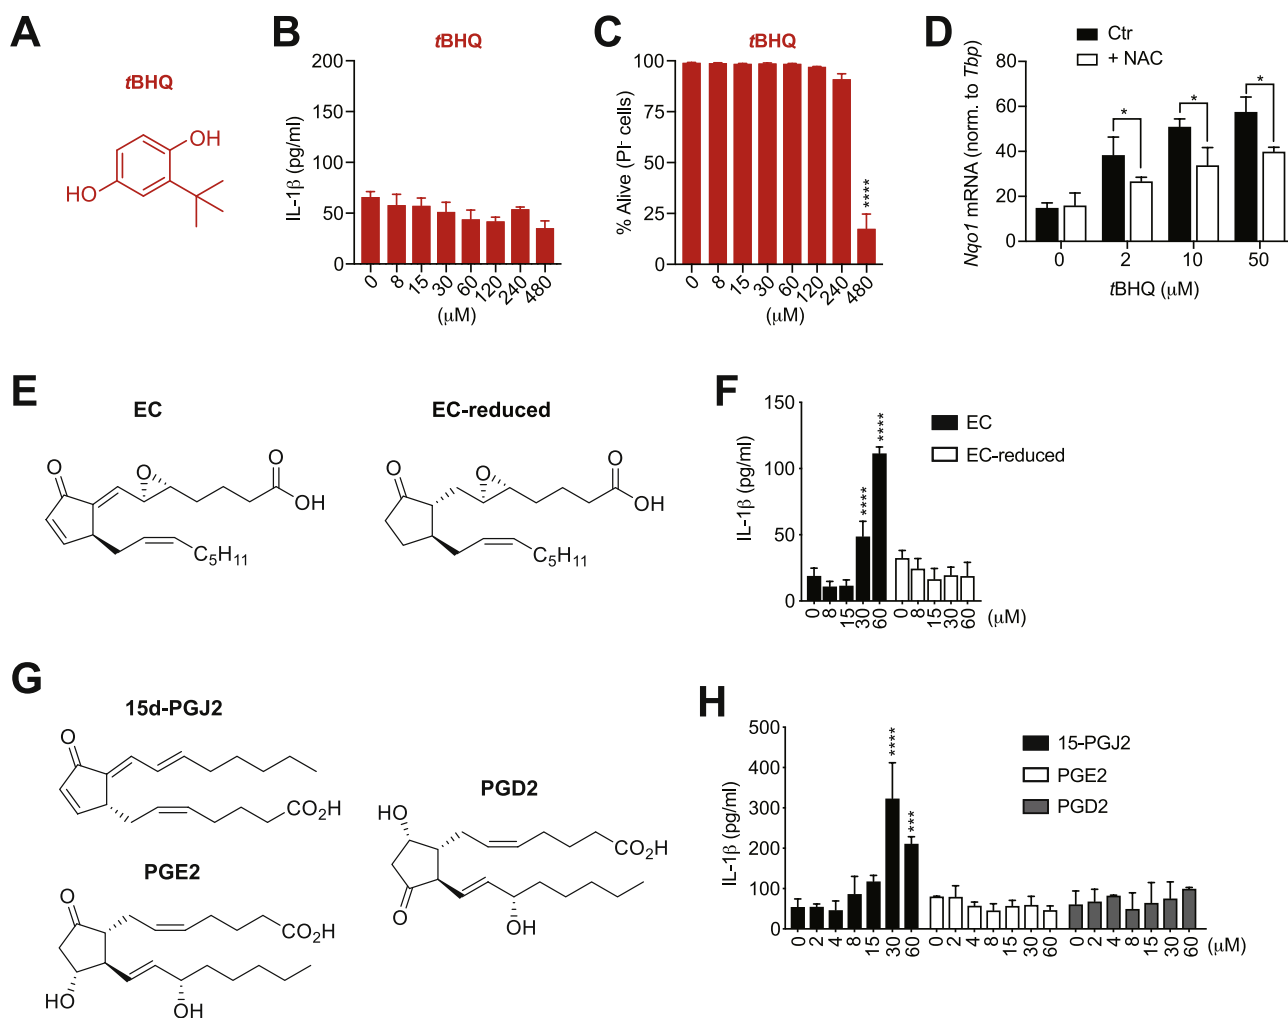 A
tBHQ
OH
HO
B
tBHQ
IL-1β (pg/ml)
200
150
100
50
0
0 8 15 30 60 120 240 480
(μM)
C
tBHQ
% Alive (PI- cells)
100
75
50
25
0
****
0 8 15 30 60 120 240 480
(μM)
D
Ctr
+ NAC
Nqo1 mRNA (norm. to Tbp)
80
60
40
20
0
* * *
0 2 10 50
tBHQ (μM)
E
EC
O
O
O
OH
C5H11
EC-reduced
O
O
O
OH
C5H11
F
EC
EC-reduced
IL-1β (pg/ml)
150
100
50
0
**** ****
0 8 15 30 60 0 8 15 30 60 (μM)
G
15d-PGJ2
O
CO2H
PGE2
O
CO2H
HO
OH
PGD2
HO
CO2H
O
OH
H
15-PGJ2
PGE2
PGD2
IL-1β (pg/ml)
500
400
300
200
100
0
**** ***
0 2 4 8 15 30 60 0 2 4 8 15 30 60 0 2 4 8 15 30 60 (μM)